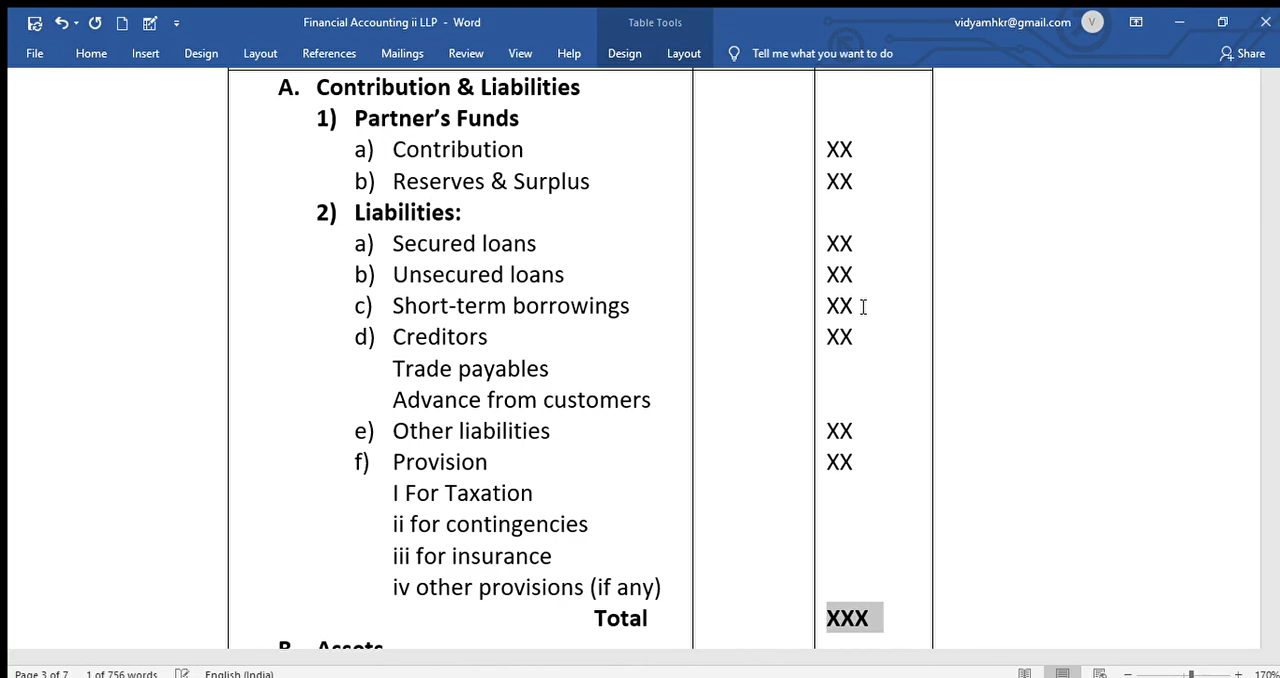 Financial Accounting ii LLP - Word Table Tools vidyamhkr@gmail.com V
File Home Insert Design Layout References Mailings Review View Help Design Layout Tell me what you want to do Share
A. Contribution & Liabilities
1) Partner's Funds
a) Contribution XX
b) Reserves & Surplus XX
2) Liabilities:
a) Secured loans XX
b) Unsecured loans XX
c) Short-term borrowings XX
d) Creditors XX
Trade payables
Advance from customers
e) Other liabilities XX
f) Provision XX
I For Taxation
ii for contingencies
iii for insurance
iv other provisions (if any)
Total XXX
B. Assets
Page 3 of 7 1 of 756 words English (India) 170%